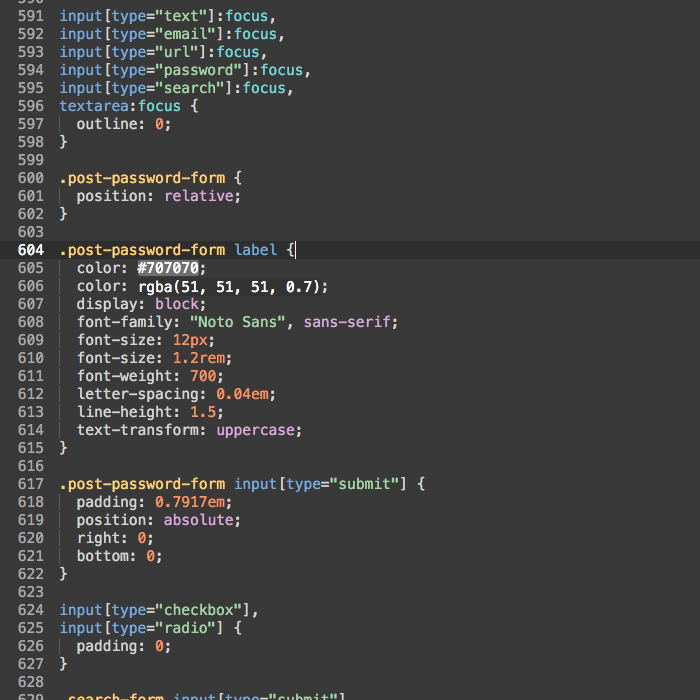 590
591 input[type="text"]:focus,
592 input[type="email"]:focus,
593 input[type="url"]:focus,
594 input[type="password"]:focus,
595 input[type="search"]:focus,
596 textarea:focus {
597 outline: 0;
598 }
599
600 .post-password-form {
601 position: relative;
602 }
603
604 .post-password-form label {
605 color: #707070;
606 color: rgba(51, 51, 51, 0.7);
607 display: block;
608 font-family: "Noto Sans", sans-serif;
609 font-size: 12px;
610 font-size: 1.2rem;
611 font-weight: 700;
612 letter-spacing: 0.04em;
613 line-height: 1.5;
614 text-transform: uppercase;
615 }
616
617 .post-password-form input[type="submit"] {
618 padding: 0.7917em;
619 position: absolute;
620 right: 0;
621 bottom: 0;
622 }
623
624 input[type="checkbox"],
625 input[type="radio"] {
626 padding: 0;
627 }
628
629 .search-form input[type="submit"]